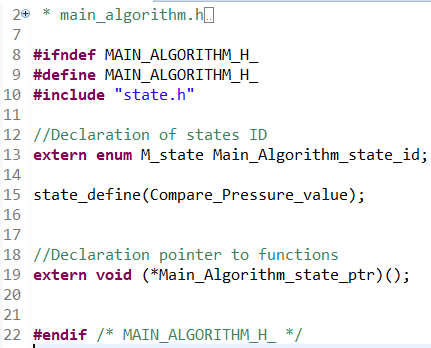 2 * main_algorithm.h
7
8 #ifndef MAIN_ALGORITHM_H_
9 #define MAIN_ALGORITHM_H_
10 #include "state.h"
11
12 //Declaration of states ID
13 extern enum M_state Main_Algorithm_state_id;
14
15 state_define(Compare_Pressure_value);
16
17
18 //Declaration pointer to functions
19 extern void (*Main_Algorithm_state_ptr)();
20
21
22 #endif /* MAIN_ALGORITHM_H_ */